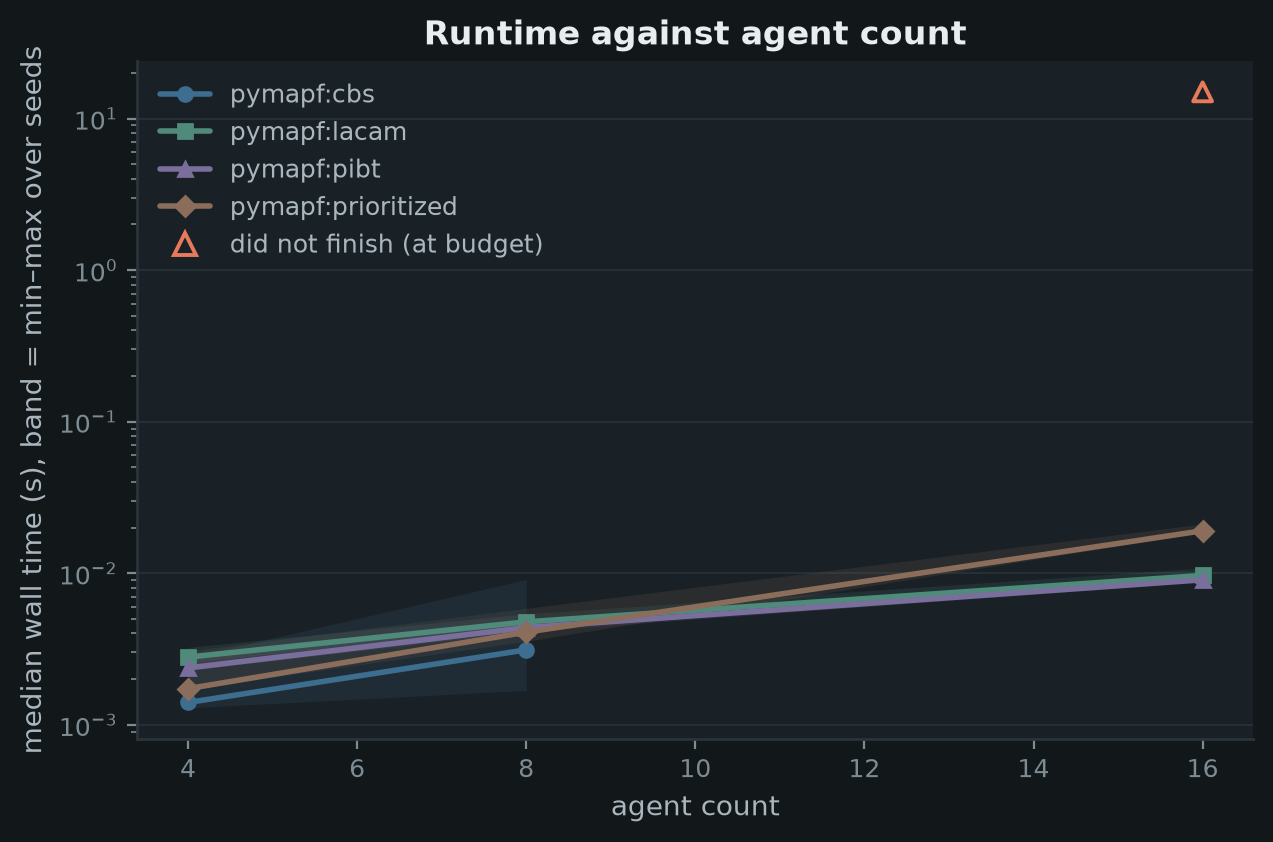 Runtime against agent count
median wall time (s), band = min–max over seeds
10¹
10⁰
10⁻¹
10⁻²
10⁻³
pymapf:cbs
pymapf:lacam
pymapf:pibt
pymapf:prioritized
did not finish (at budget)
4 6 8 10 12 14 16
agent count